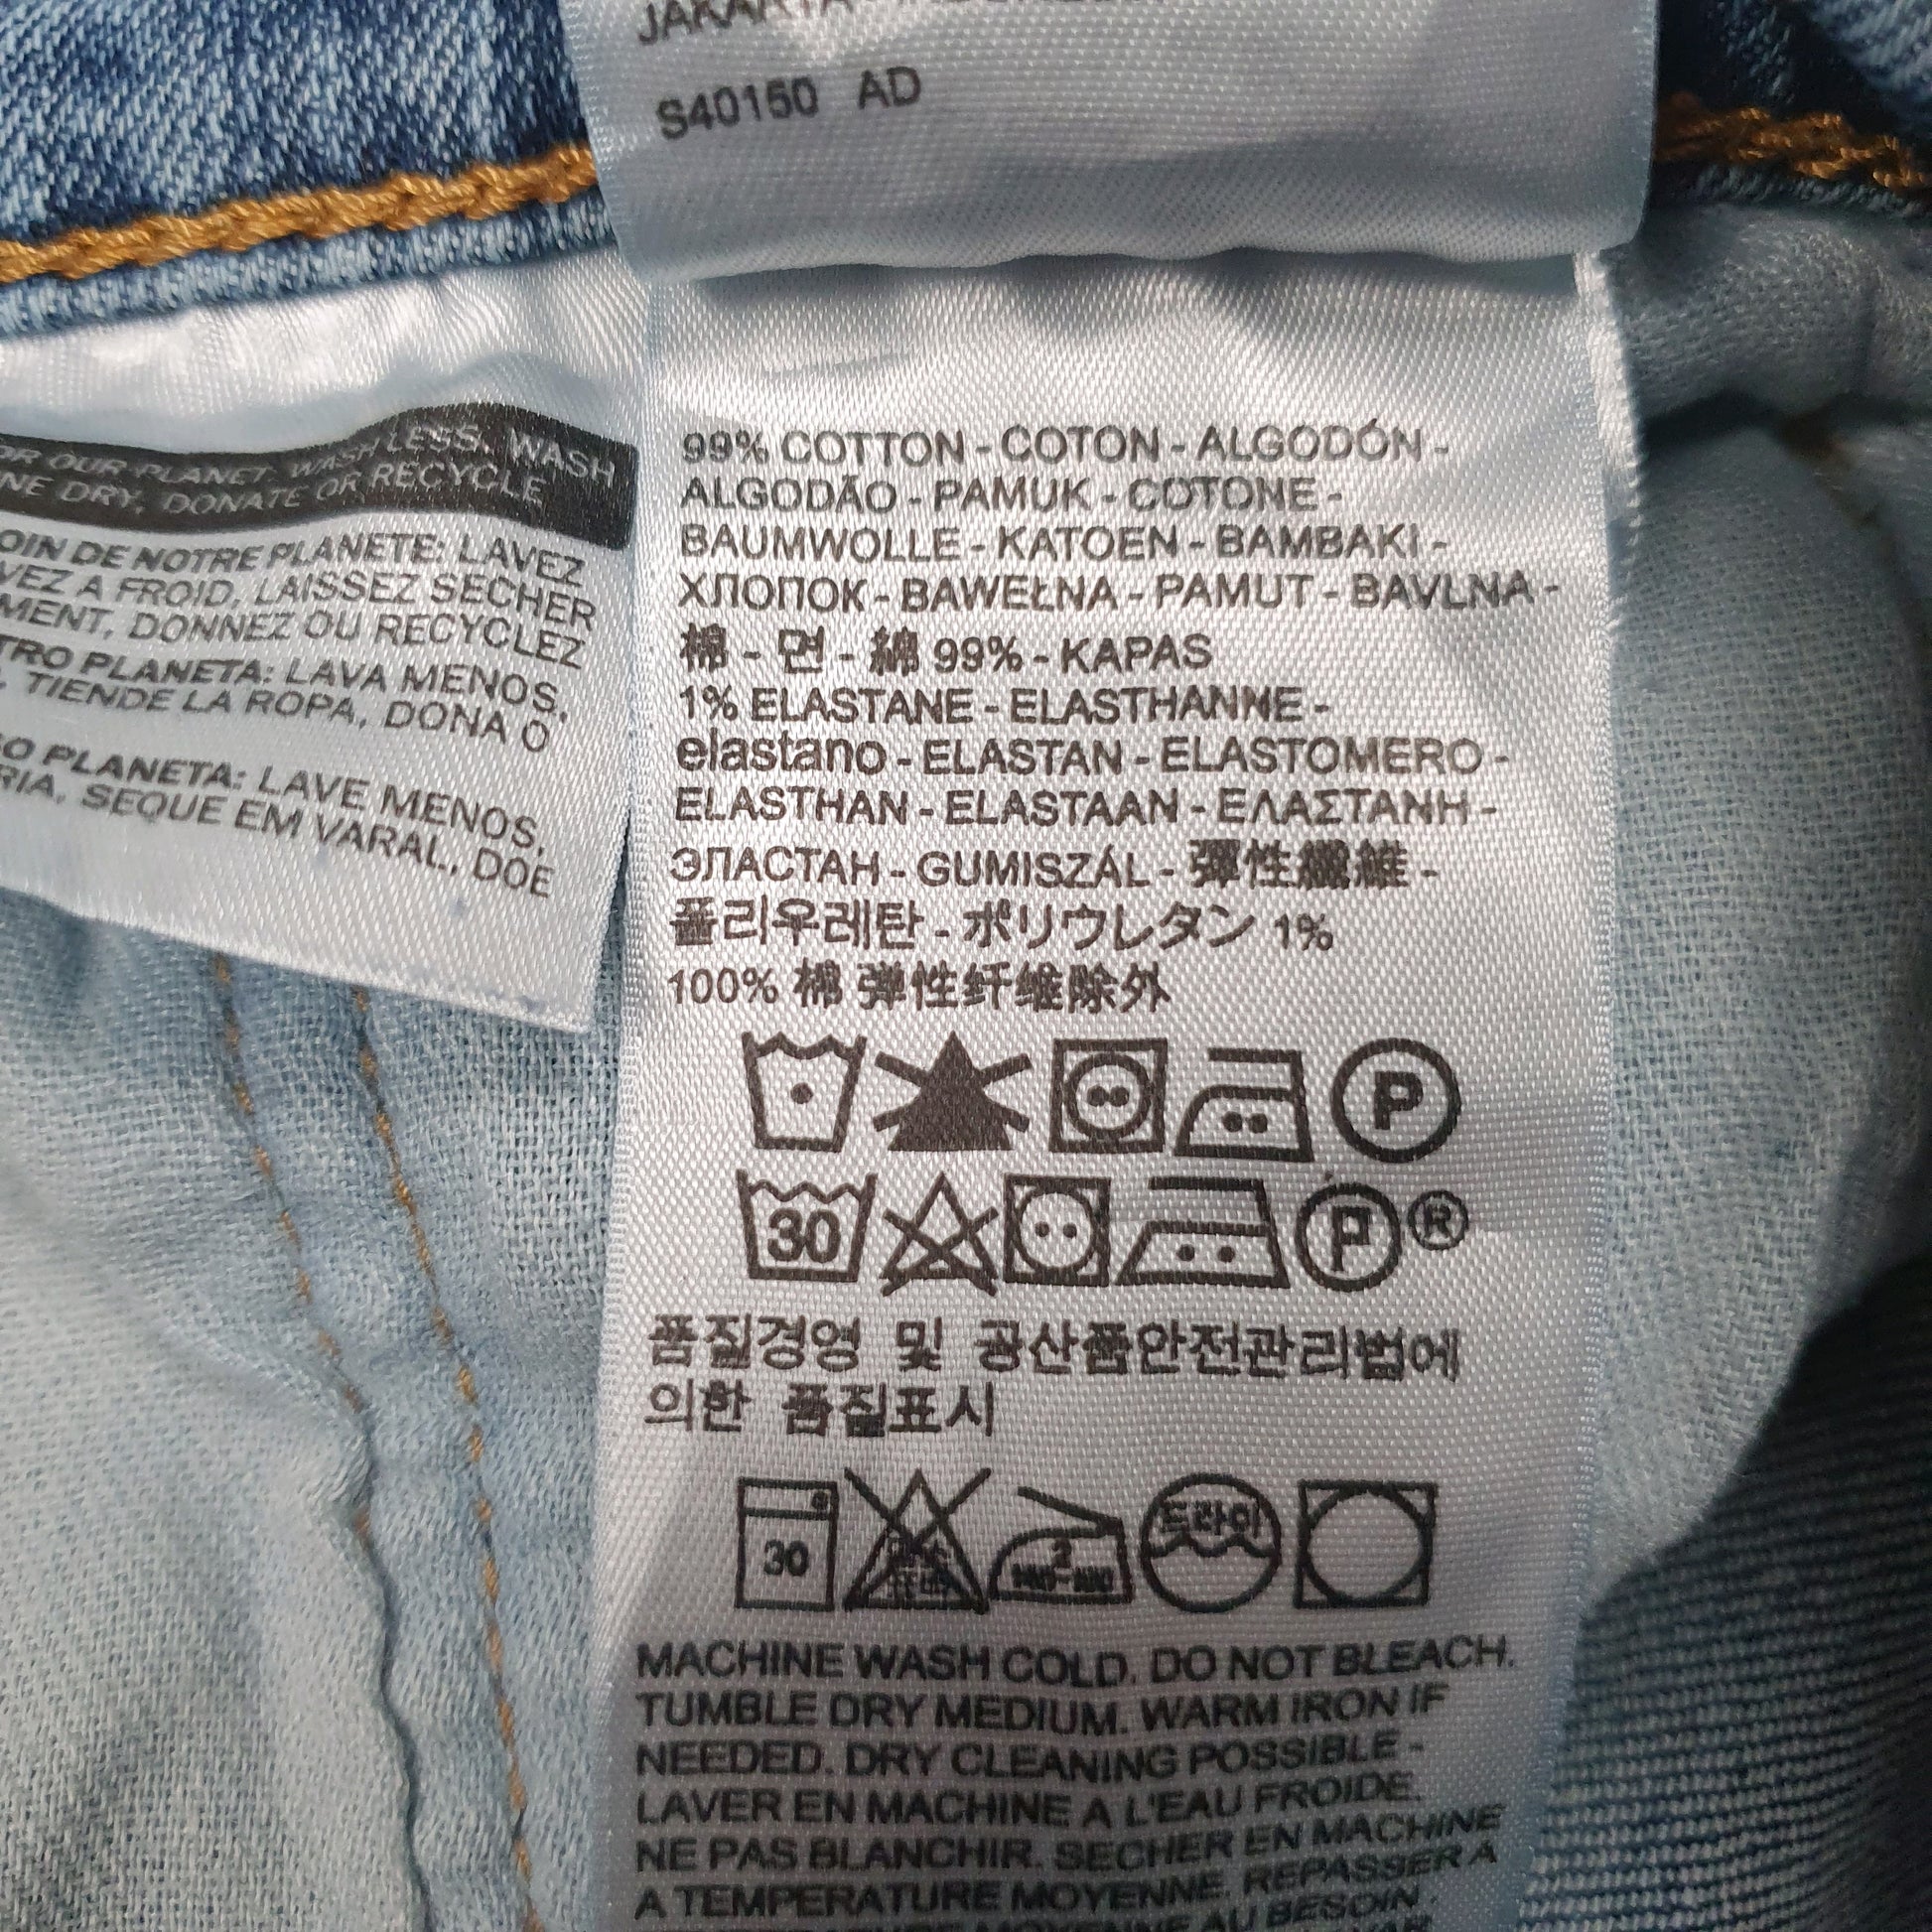 JAKARTA
S40150 AD
OR OUR PLANET: WASH LESS, WASH
NE DRY, DONATE OR RECYCLE
OIN DE NOTRE PLANETE: LAVEZ
VEZ A FROID, LAISSEZ SECHER
MENT, DONNEZ OU RECYCLEZ
TRO PLANETA: LAVA MENOS,
, TIENDE LA ROPA, DONA O
O PLANETA: LAVE MENOS,
RIA, SEQUE EM VARAL, DOE
99% COTTON - COTON - ALGODÓN -
ALGODÃO - PAMUK - COTONE -
BAUMWOLLE - KATOEN - BAMBAKI -
ХЛОПОК - BAWEŁNA - PAMUT - BAVLNA -
棉 - 면 - 綿 99% - KAPAS
1% ELASTANE - ELASTHANNE -
elastano - ELASTAN - ELASTOMERO -
ELASTHAN - ELASTAAN - ΕΛΑΣΤΑΝΗ -
ЭЛАСТАН - GUMISZÁL - 彈性纖維 -
폴리우레탄 - ポリウレタン 1%
100% 棉 弹性纤维除外
P
30 P ®
품질경영 및 공산품안전관리법에
의한 품질표시
30 2 드라이
MACHINE WASH COLD. DO NOT BLEACH.
TUMBLE DRY MEDIUM. WARM IRON IF
NEEDED. DRY CLEANING POSSIBLE -
LAVER EN MACHINE A L'EAU FROIDE.
NE PAS BLANCHIR. SECHER EN MACHINE
A TEMPERATURE MOYENNE. REPASSER A
MOYENNE AU BESOIN.